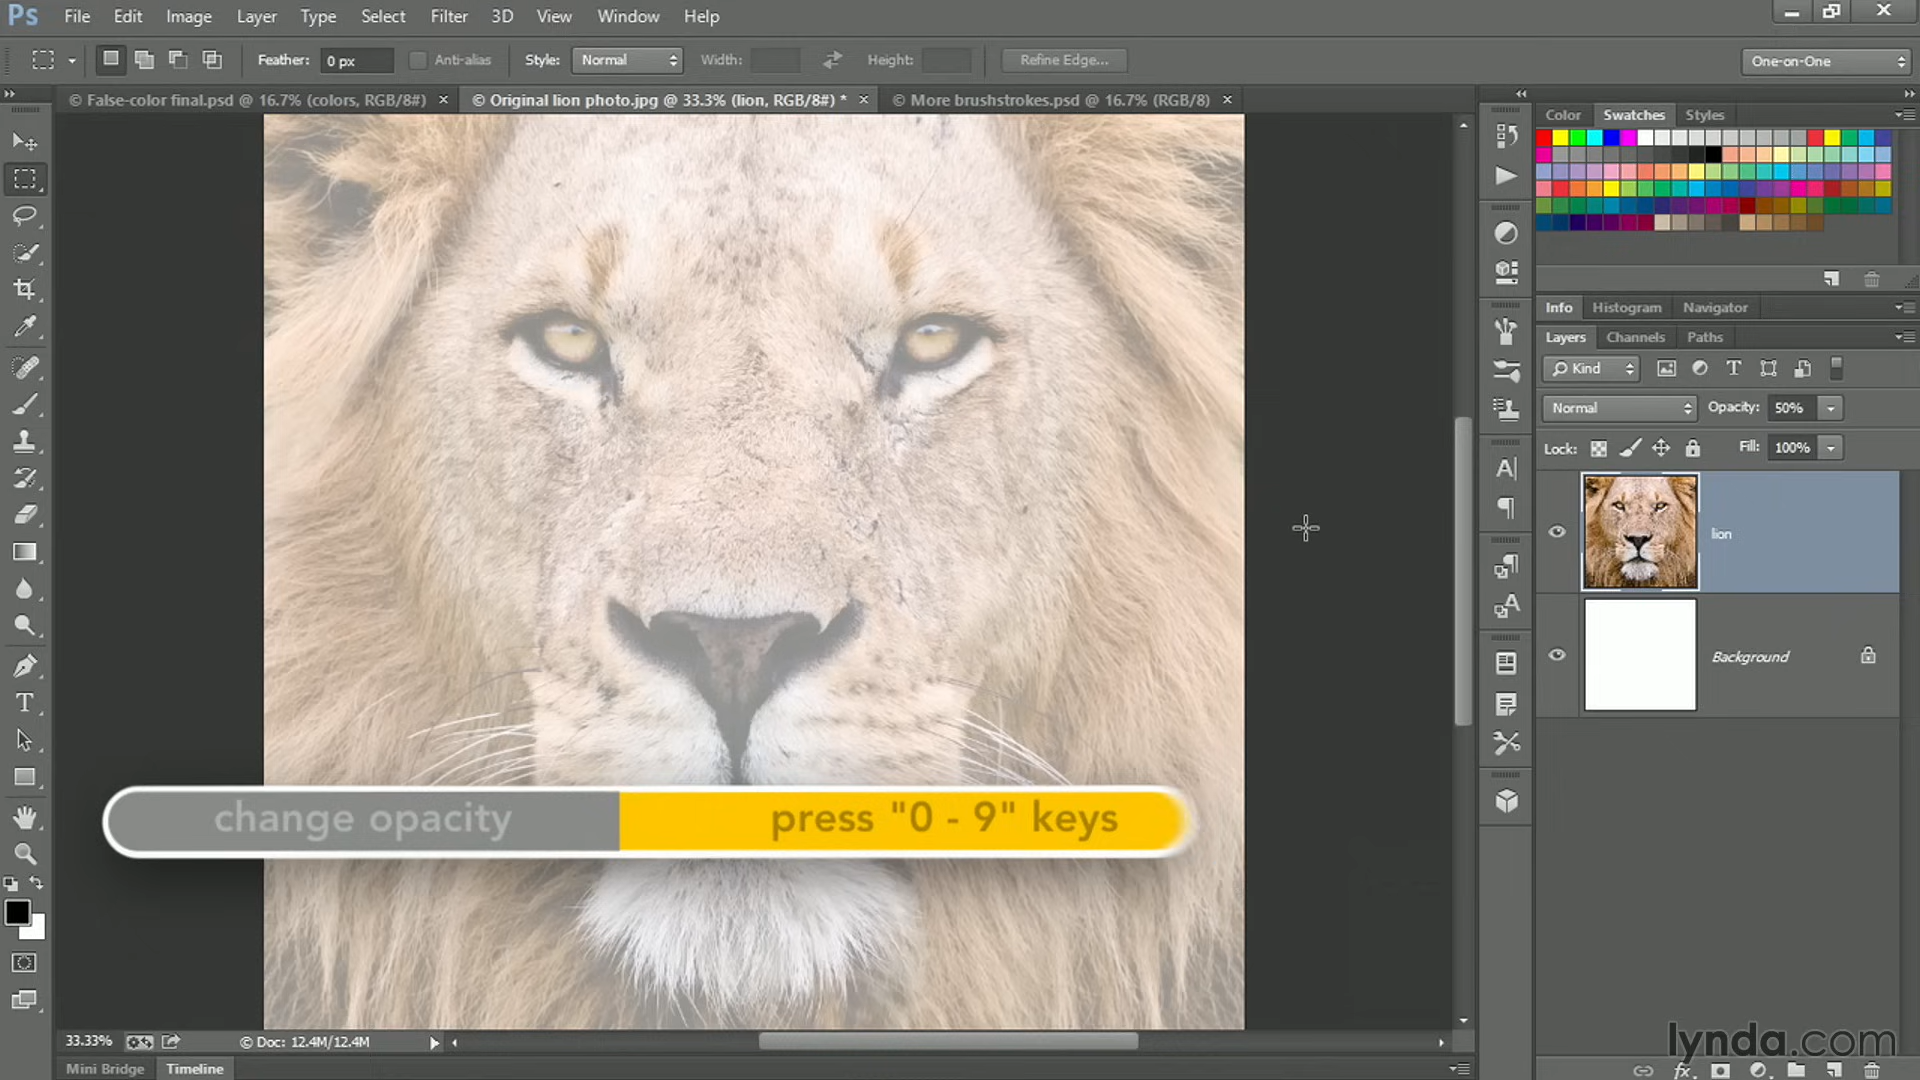 Ps File Edit Image Layer Type Select Filter 3D View Window Help
Feather: 0 px Anti-alias Style: Normal Width: Height: Refine Edge... One-on-One
© False-color final.psd @ 16.7% (colors, RGB/8#) × © Original lion photo.jpg @ 33.3% (lion, RGB/8#) * × © More brushstrokes.psd @ 16.7% (RGB/8) ×
Color Swatches Styles
Info Histogram Navigator
Layers Channels Paths
Kind
Normal Opacity: 50%
Lock: Fill: 100%
lion
Background
change opacity press "0 - 9" keys
33.33% © Doc: 12.4M/12.4M
Mini Bridge Timeline
lynda.com